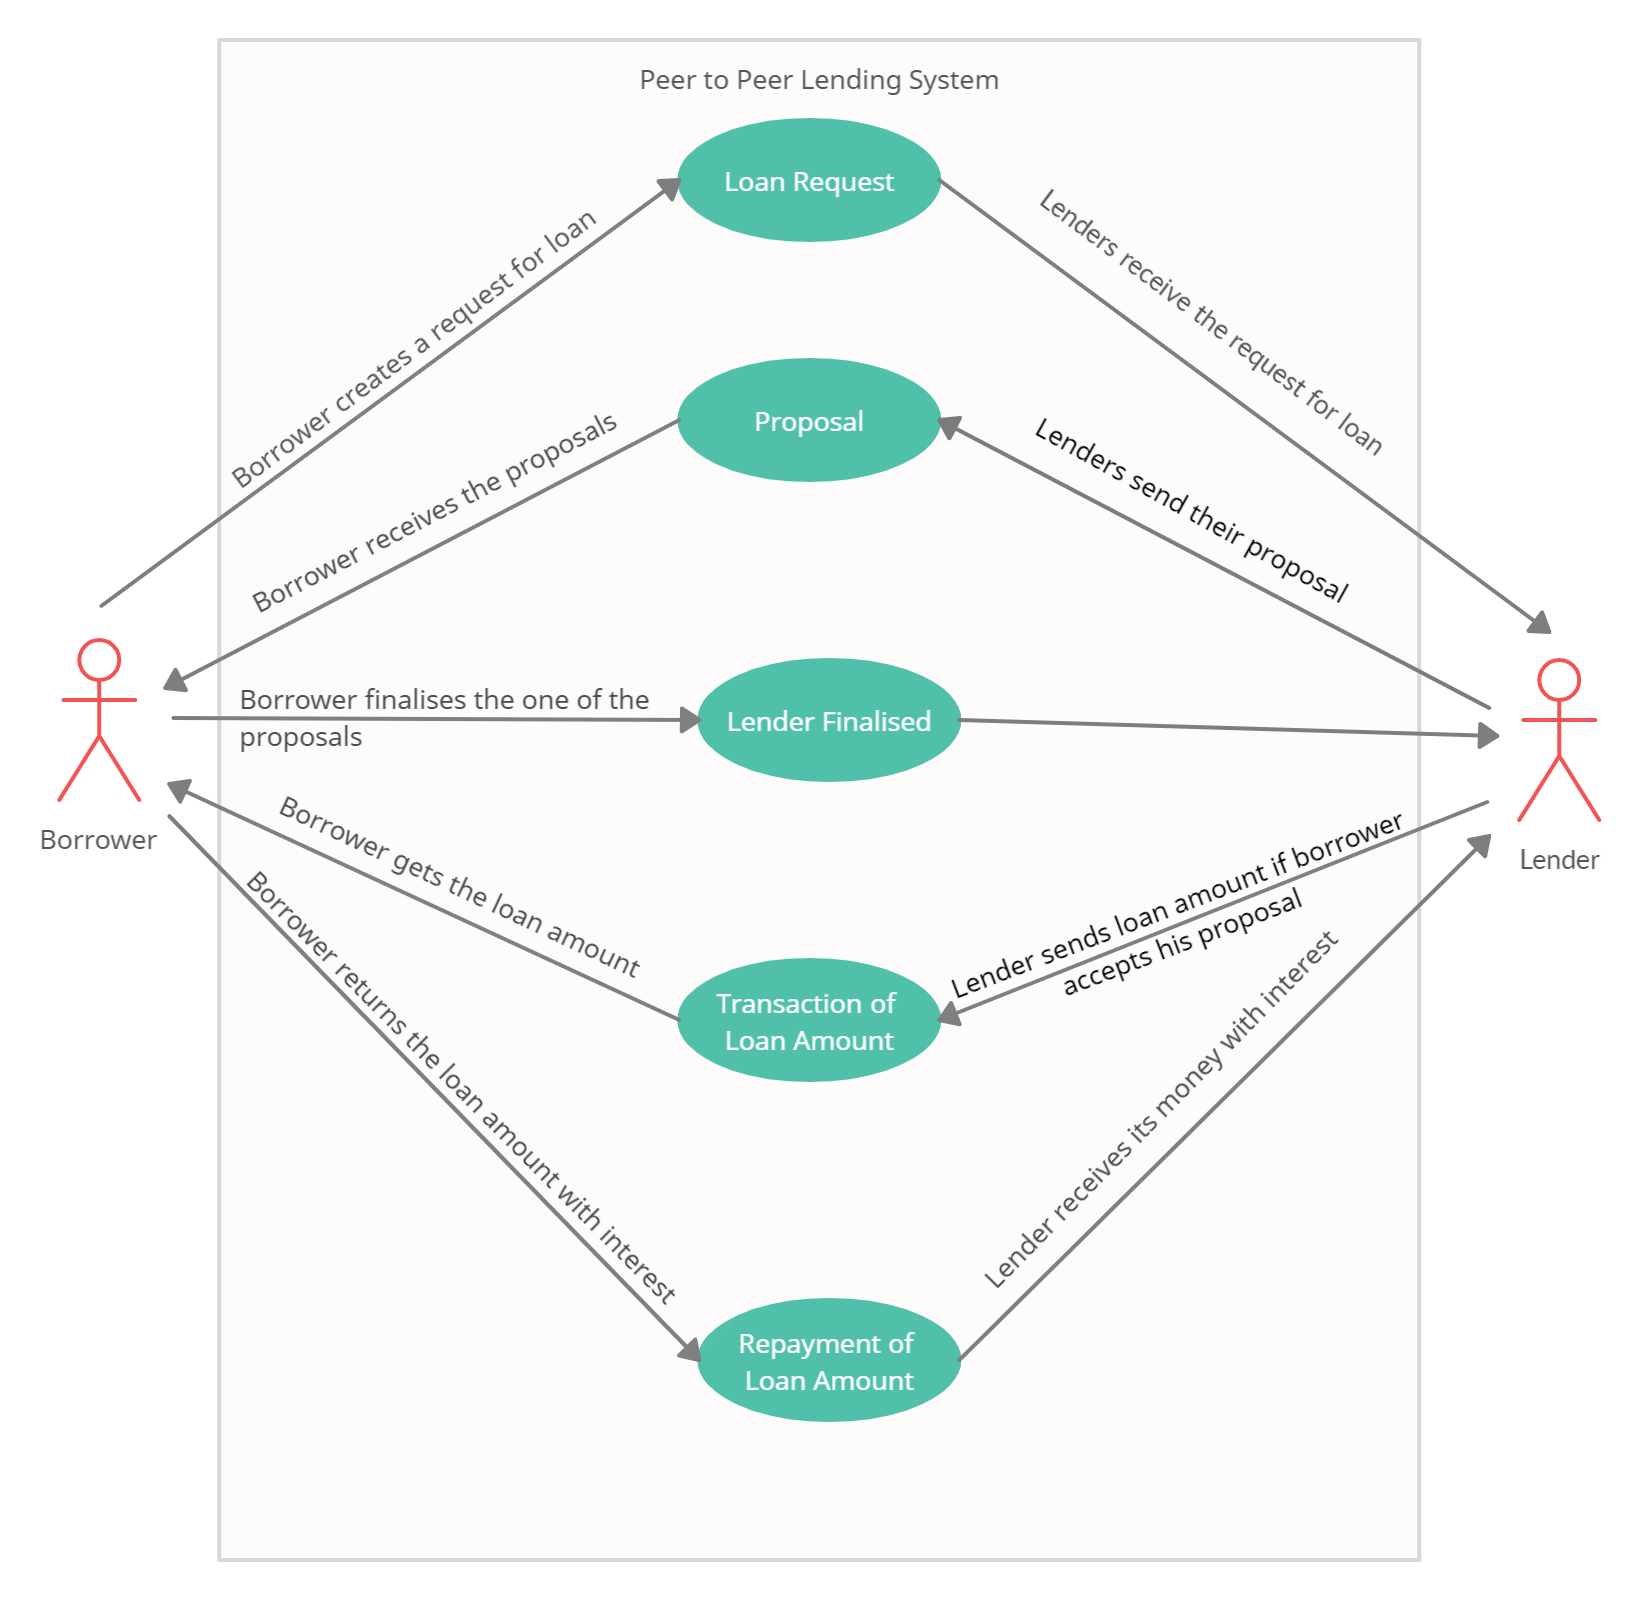 Peer to Peer Lending System
Loan Request
Borrower creates a request for loan
Lenders receive the request for loan
Proposal
Borrower receives the proposals
Lenders send their proposal
Borrower finalises the one of the
proposals
Lender Finalised
Borrower
Lender
Borrower gets the loan amount
Lender sends loan amount if borrower
accepts his proposal
Transaction of
Loan Amount
Borrower returns the loan amount with interest
Lender receives its money with interest
Repayment of
Loan Amount